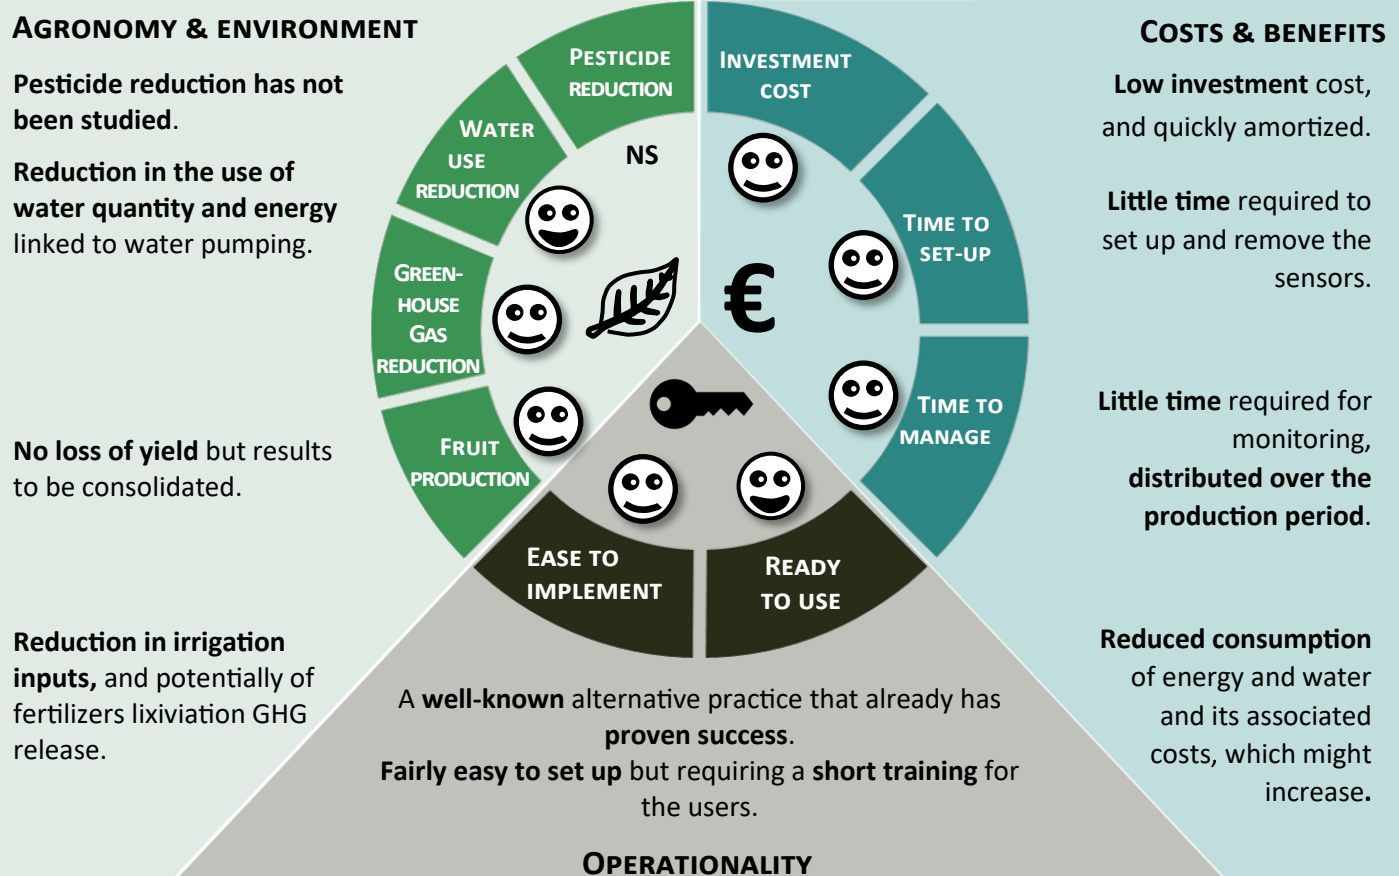 AGRONOMY & ENVIRONMENT
Pesticide reduction has not
been studied.
Reduction in the use of
water quantity and energy
linked to water pumping.
No loss of yield but results
to be consolidated.
Reduction in irrigation
inputs, and potentially of
fertilizers lixiviation GHG
release.
PESTICIDE
REDUCTION
WATER
USE
REDUCTION
GREEN-
HOUSE
GAS
REDUCTION
FRUIT
PRODUCTION
NS
€
INVESTMENT
COST
TIME TO
SET-UP
TIME TO
MANAGE
EASE TO
IMPLEMENT
READY
TO USE
COSTS & BENEFITS
Low investment cost,
and quickly amortized.
Little time required to
set up and remove the
sensors.
Little time required for
monitoring,
distributed over the
production period.
Reduced consumption
of energy and water
and its associated
costs, which might
increase.
A well-known alternative practice that already has
proven success.
Fairly easy to set up but requiring a short training for
the users.
OPERATIONALITY